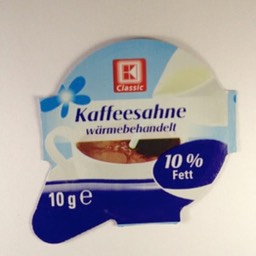 K
Classic
Kaffeesahne
wärmebehandelt
10 %
Fett
10 g e